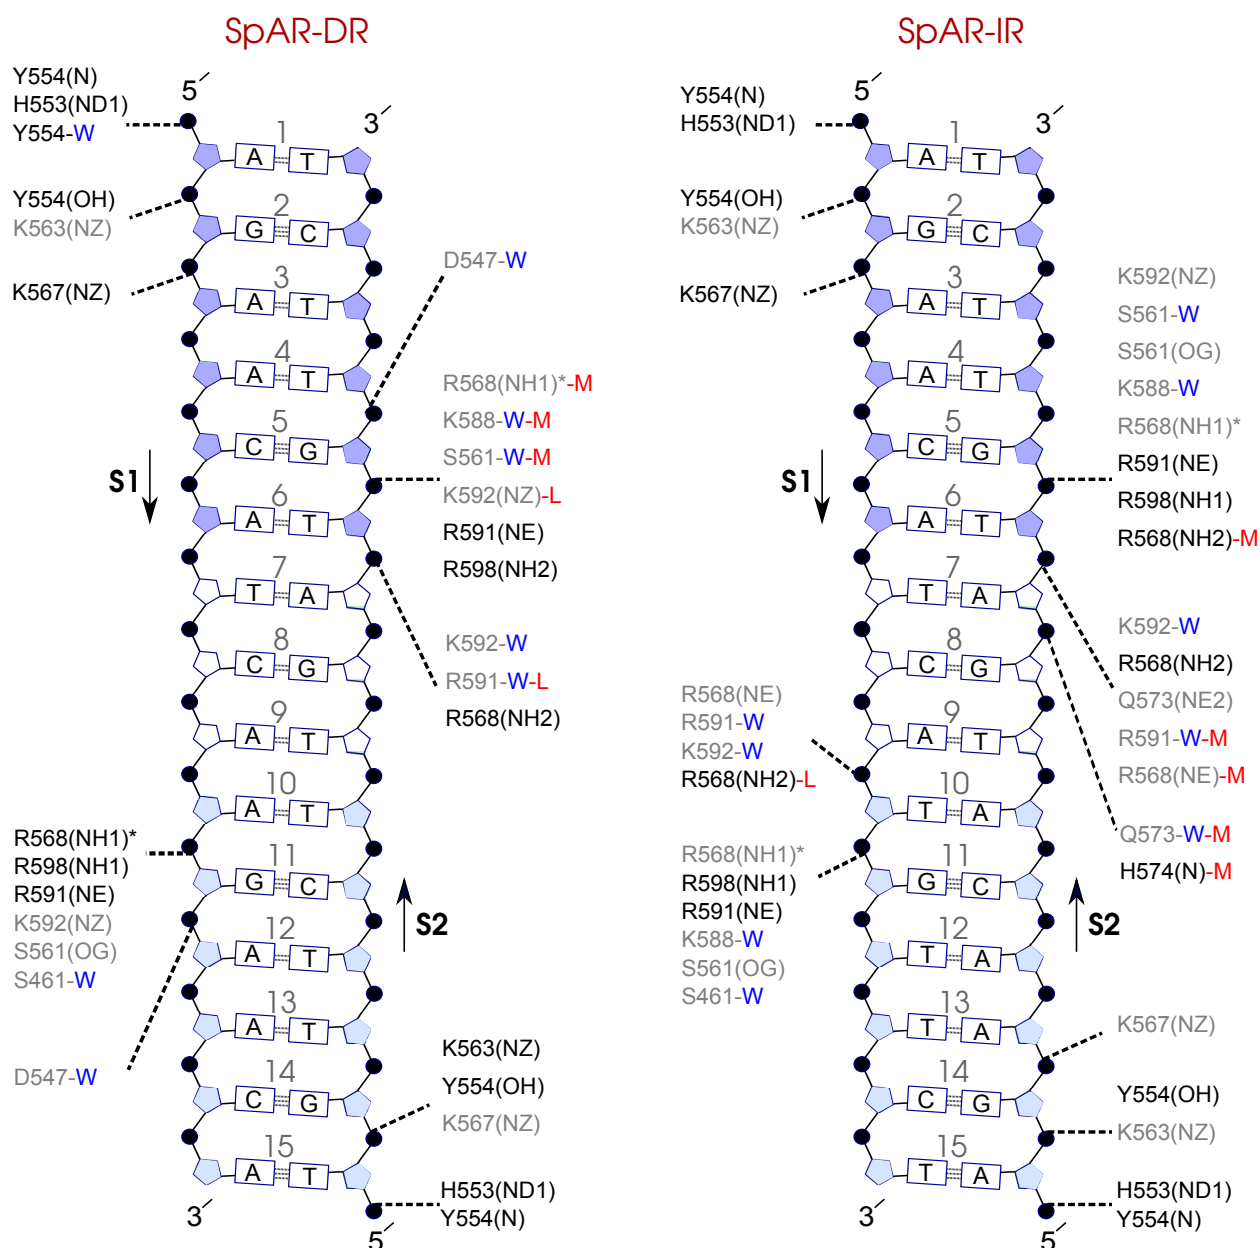 SpAR-DR
Y554(N)
H553(ND1)
Y554-W
5´
3´
Y554(OH)
K563(NZ)
K567(NZ)
1
A T
2
G C
3
A T
4
A T
5
C G
6
A T
7
T A
8
C G
9
A T
10
A T
11
G C
12
A T
13
A T
14
C G
15
A T
S1
D547-W
R568(NH1)*-M
K588-W-M
S561-W-M
K592(NZ)-L
R591(NE)
R598(NH2)
K592-W
R591-W-L
R568(NH2)
R568(NH1)*
R598(NH1)
R591(NE)
K592(NZ)
S561(OG)
S461-W
S2
D547-W
K563(NZ)
Y554(OH)
K567(NZ)
H553(ND1)
Y554(N)
3´
5´
SpAR-IR
Y554(N)
H553(ND1)
5´
3´
Y554(OH)
K563(NZ)
K567(NZ)
1
A T
2
G C
3
A T
4
A T
5
C G
6
A T
7
T A
8
C G
9
A T
10
T A
11
G C
12
T A
13
T A
14
C G
15
T A
S1
K592(NZ)
S561-W
S561(OG)
K588-W
R568(NH1)*
R591(NE)
R598(NH1)
R568(NH2)-M
K592-W
R568(NH2)
Q573(NE2)
R591-W-M
R568(NE)-M
Q573-W-M
H574(N)-M
R568(NE)
R591-W
K592-W
R568(NH2)-L
R568(NH1)*
R598(NH1)
R591(NE)
K588-W
S561(OG)
S461-W
S2
K567(NZ)
Y554(OH)
K563(NZ)
H553(ND1)
Y554(N)
3´
5´